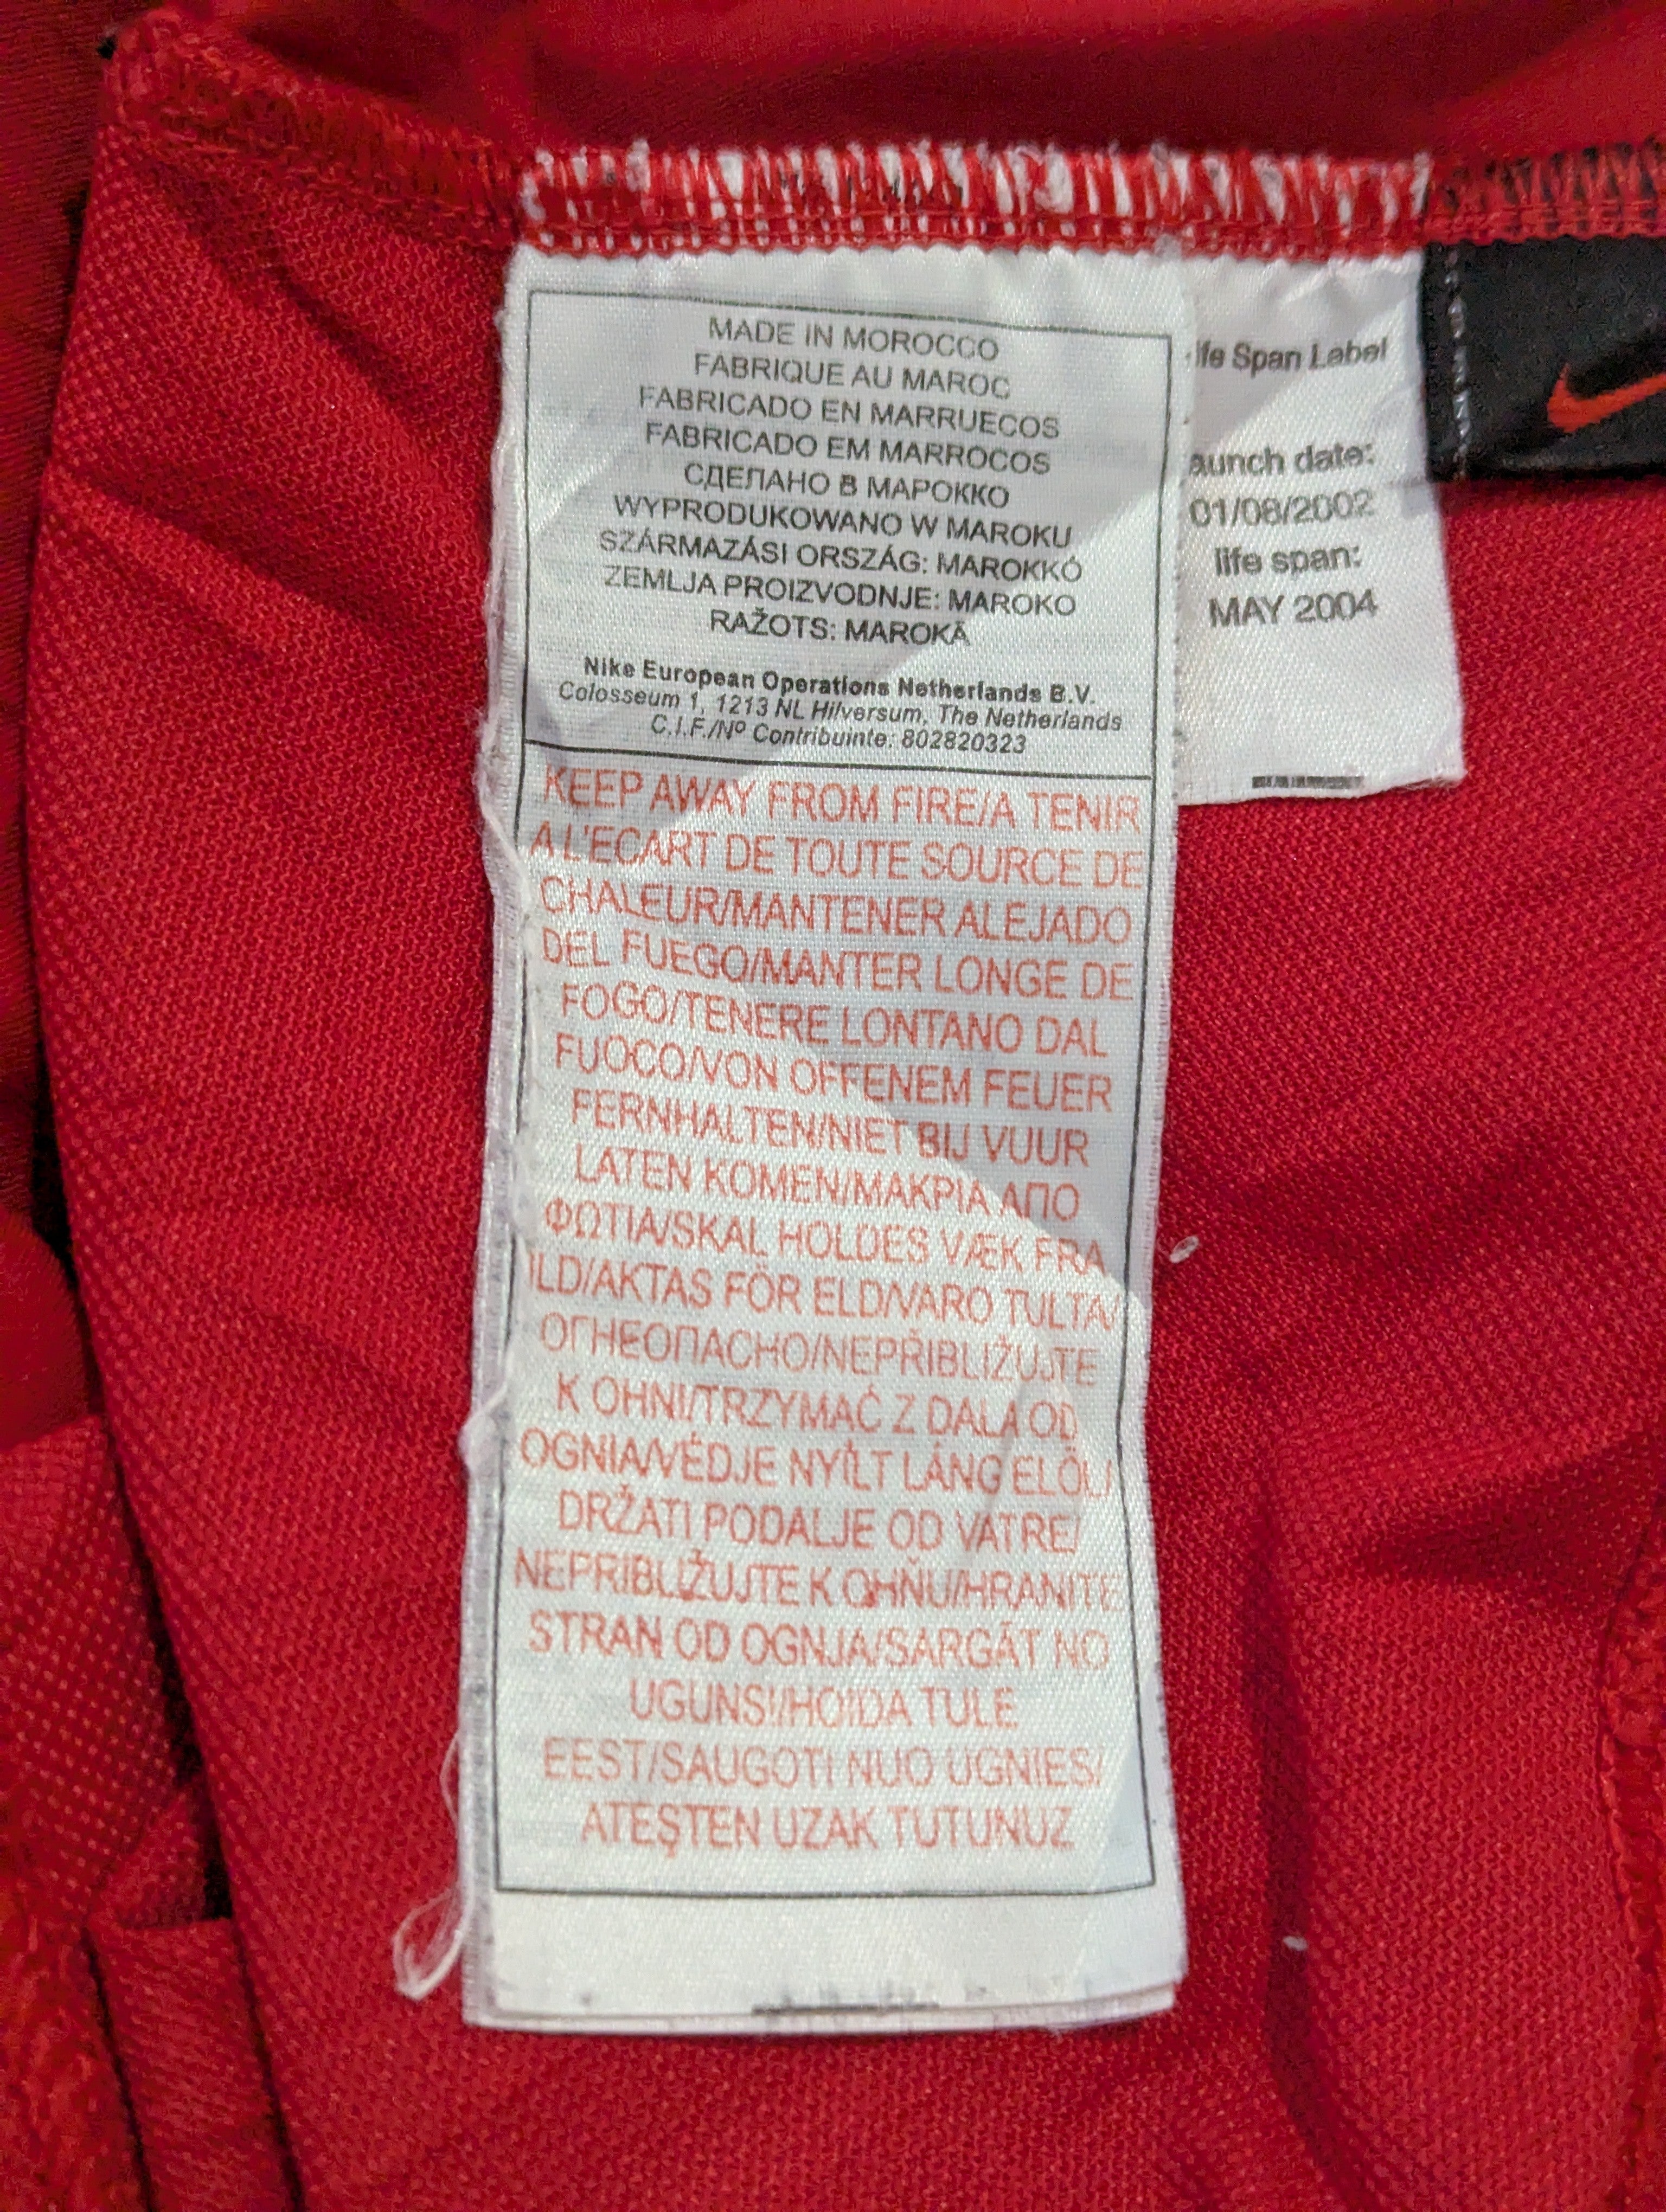 MADE IN MOROCCO
FABRIQUE AU MAROC
FABRICADO EN MARRUECOS
FABRICADO EM MARROCOS
СДЕЛАНО В МАРОККО
WYPRODUKOWANO W MAROKU
SZÁRMAZÁSI ORSZÁG: MAROKKÓ
ZEMLJA PROIZVODNJE: MAROKO
RAŽOTS: MAROKĀ
Nike European Operations Netherlands B.V.
Colosseum 1, 1213 NL Hilversum, The Netherlands
C.I.F./Nº Contribuinte: 802820323
KEEP AWAY FROM FIRE/A TENIR
A L'ECART DE TOUTE SOURCE DE
CHALEUR/MANTENER ALEJADO
DEL FUEGO/MANTER LONGE DE
FOGO/TENERE LONTANO DAL
FUOCO/VON OFFENEM FEUER
FERNHALTEN/NIET BIJ VUUR
LATEN KOMEN/ΜΑΚΡΙΑ ΑΠΟ
ΦΩΤΙΑ/SKAL HOLDES VÆK FRA
ILD/AKTAS FÖR ELD/VARO TULTA/
ОГНЕОПАСНО/NEPŘIBLIŽUJTE
K OHNI/TRZYMAĆ Z DALA OD
OGNIA/VÉDJE NYÍLT LÁNG ELÖL/
DRŽATI PODALJE OD VATRE/
NEPRIBLIŽUJTE K OHŇU/HRANITE
STRAN OD OGNJA/SARGĀT NO
UGUNS!/HOIDA TULE
EEST/SAUGOTI NUO UGNIES/
ATEŞTEN UZAK TUTUNUZ
ife Span Label
aunch date:
01/08/2002
life span:
MAY 2004